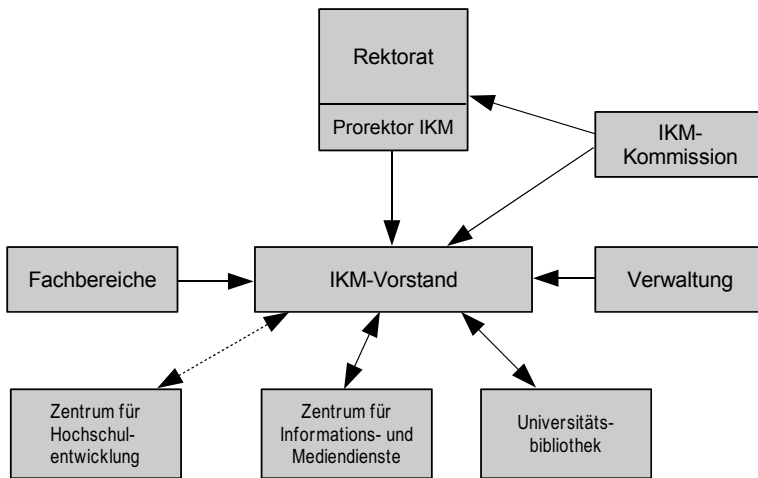 Rektorat
Prorektor IKM
IKM-
Kommission
Fachbereiche
IKM-Vorstand
Verwaltung
Zentrum für
Hochschul-
entwicklung
Zentrum für
Informations- und
Mediendienste
Universitäts-
bibliothek